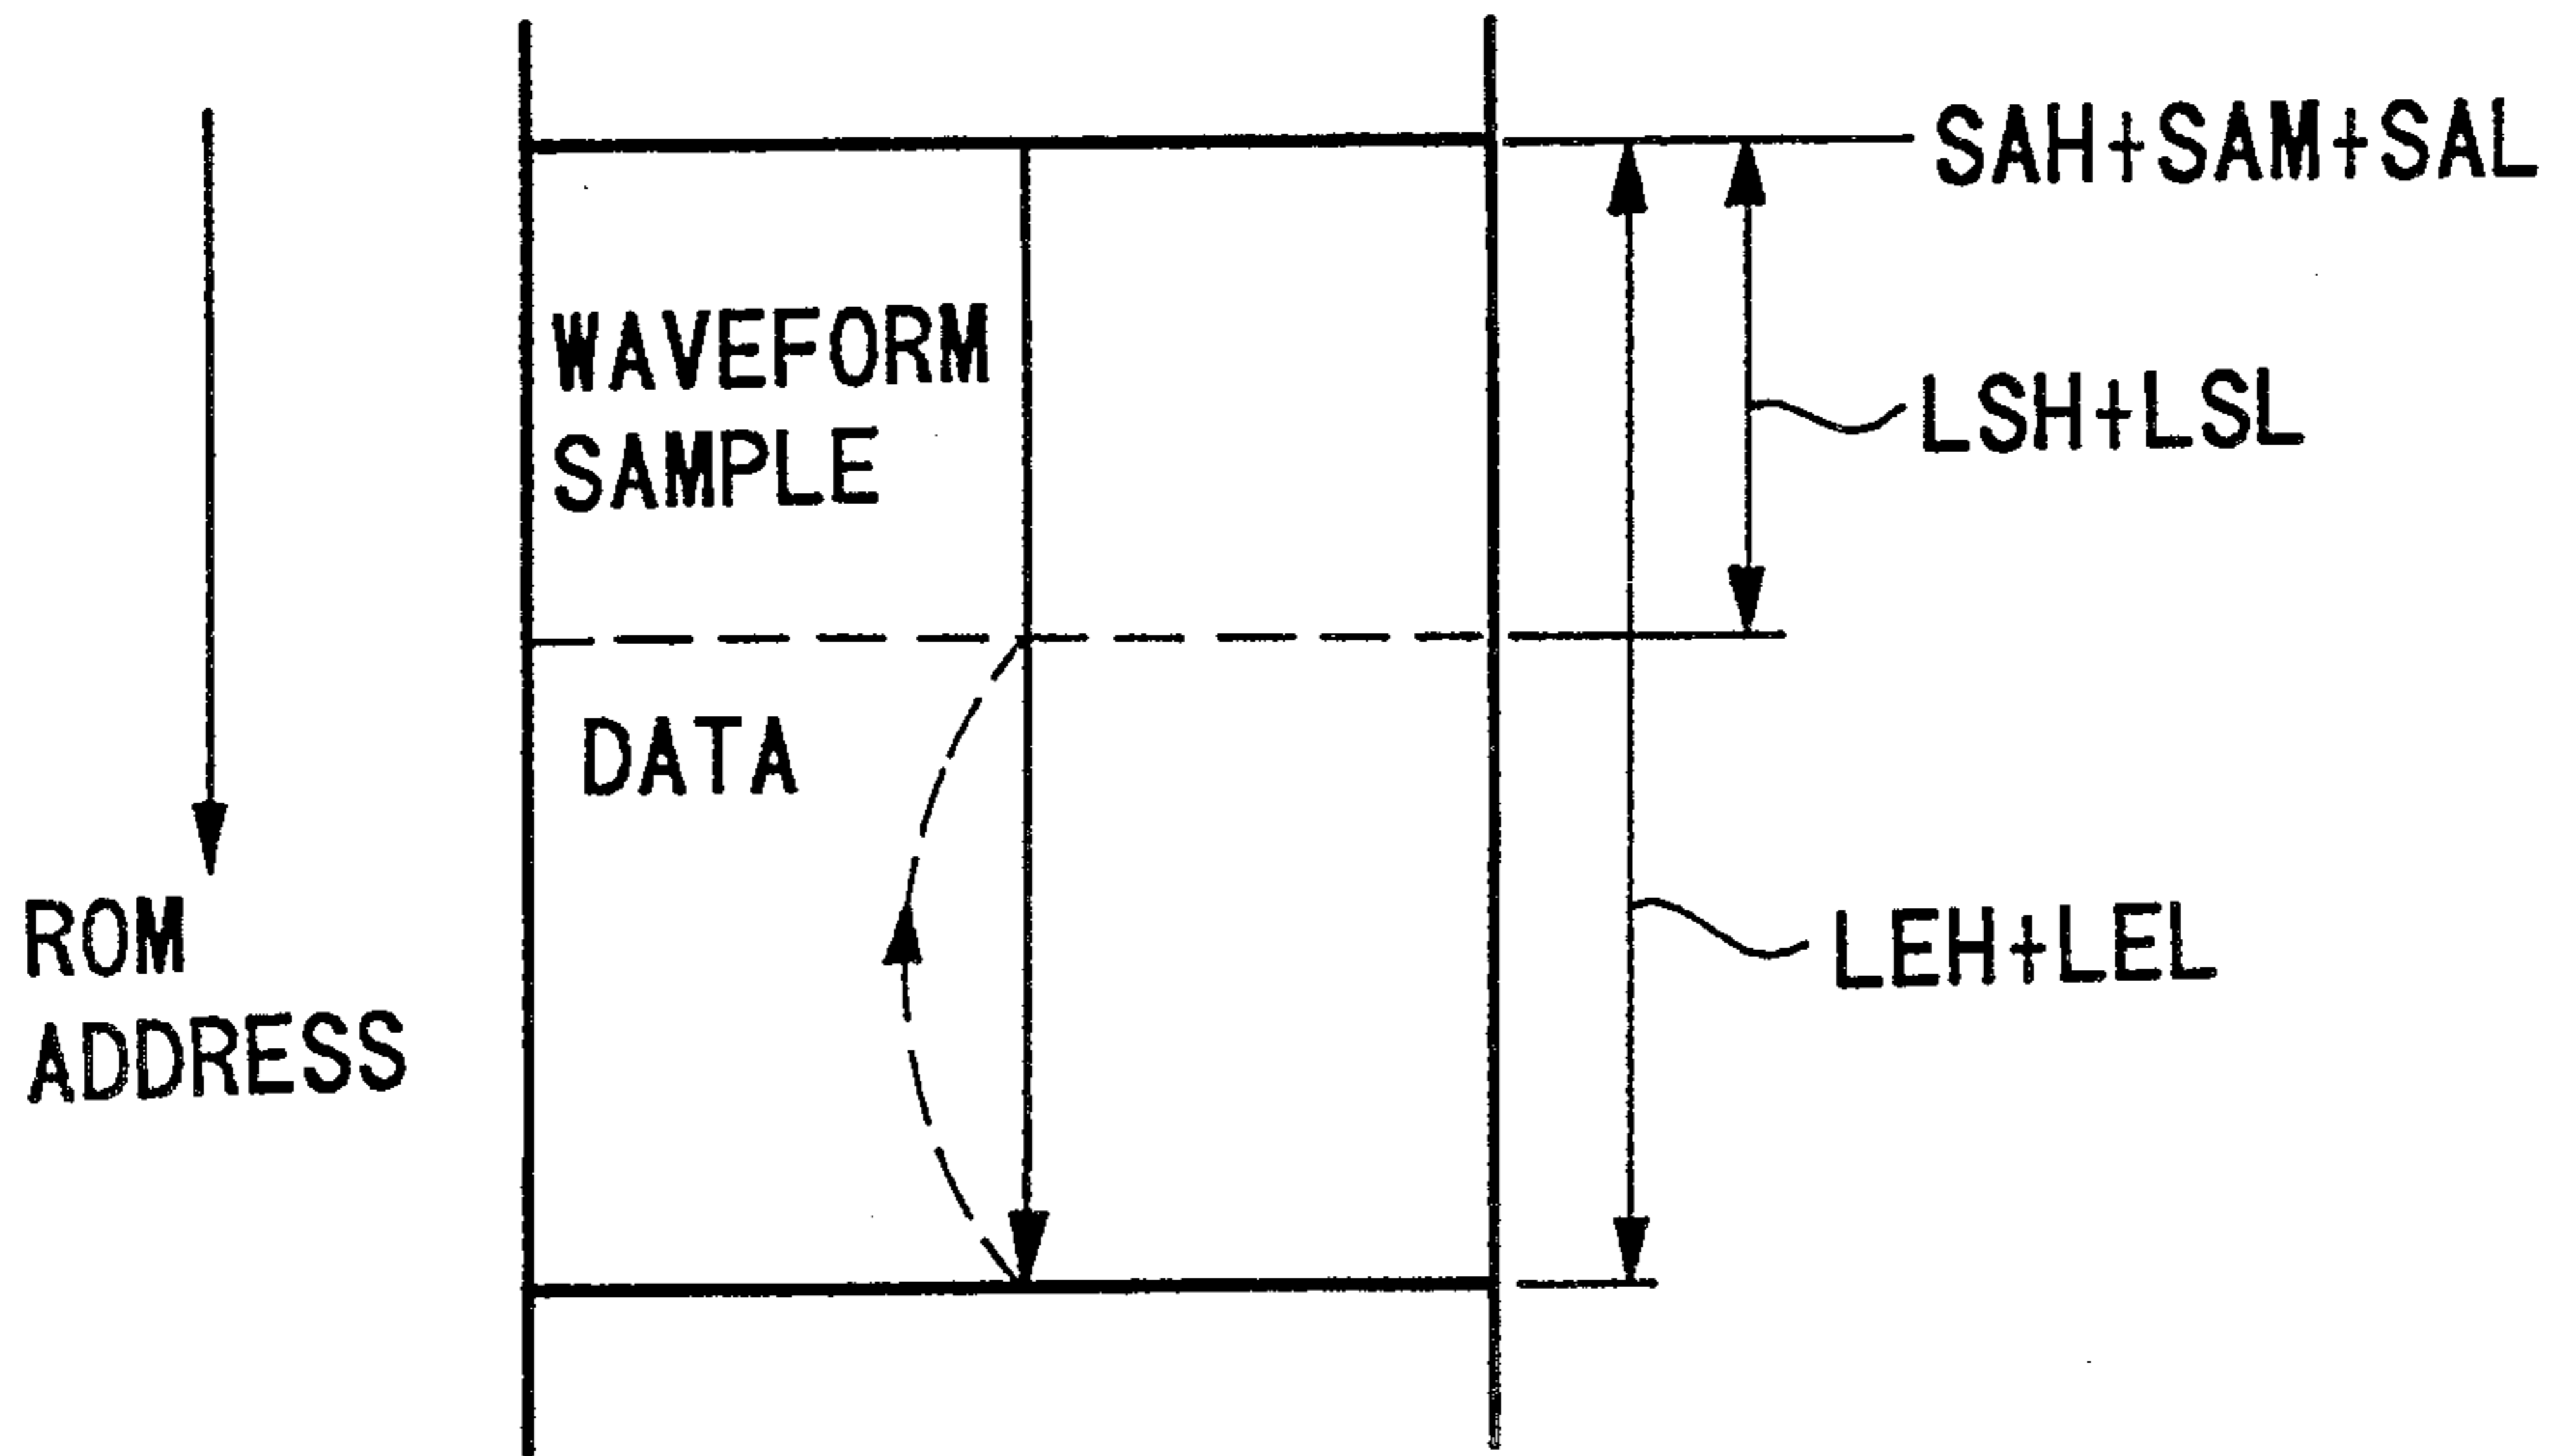 SAH+SAM+SAL
WAVEFORM
SAMPLE
LSH+LSL
DATA
LEH+LEL
ROM
ADDRESS